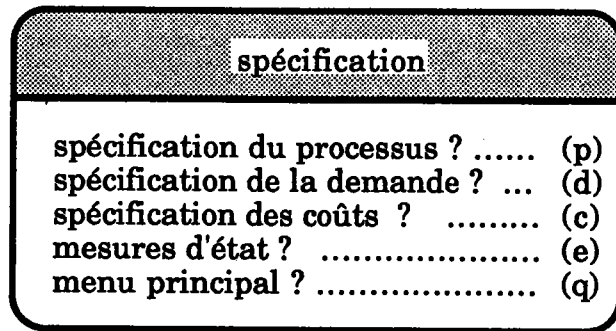 spécification
spécification du processus ? ...... (p)
spécification de la demande ? ... (d)
spécification des coûts ? ......... (c)
mesures d'état ? ...................... (e)
menu principal ? ...................... (q)